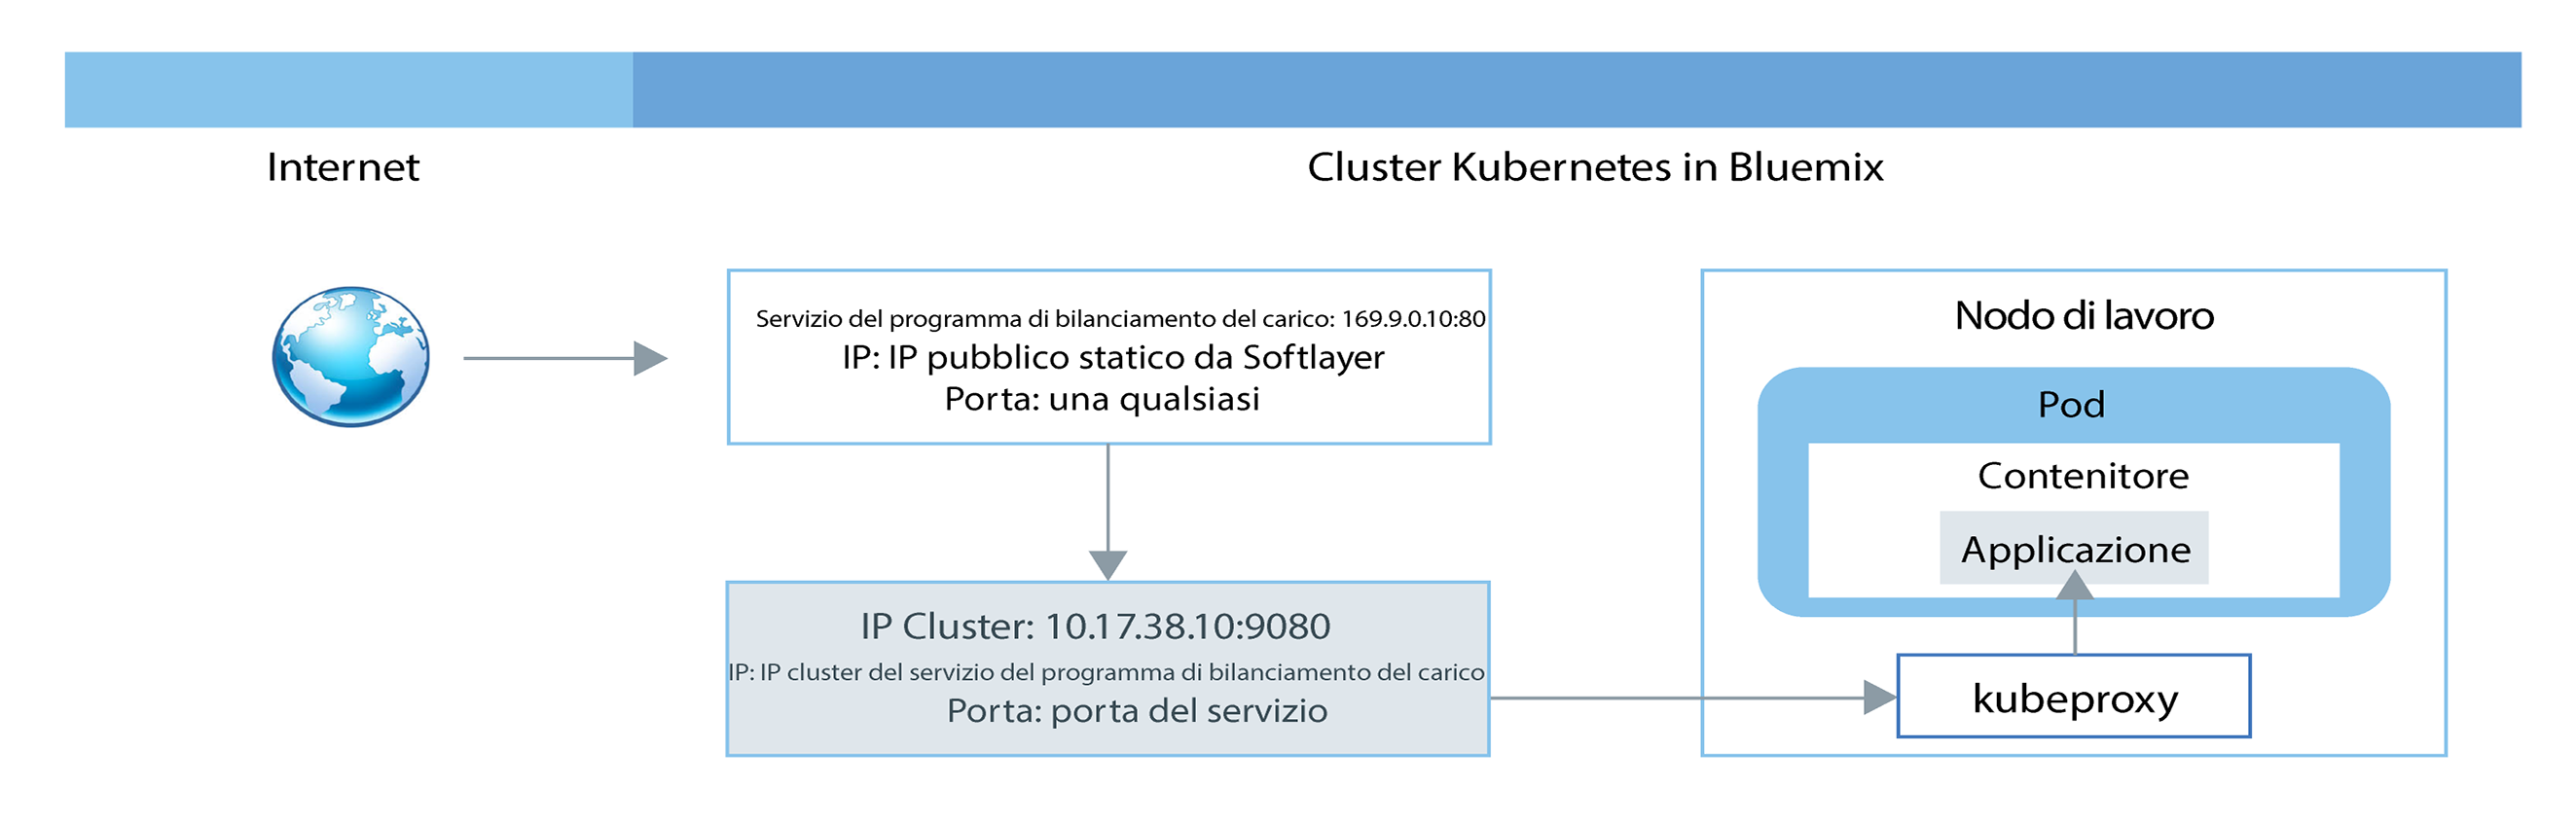 Internet
Cluster Kubernetes in Bluemix
Servizio del programma di bilanciamento del carico: 169.9.0.10:80
IP: IP pubblico statico da Softlayer
Porta: una qualsiasi
IP Cluster: 10.17.38.10:9080
IP: IP cluster del servizio del programma di bilanciamento del carico
Porta: porta del servizio
Nodo di lavoro
Pod
Contenitore
Applicazione
kubeproxy